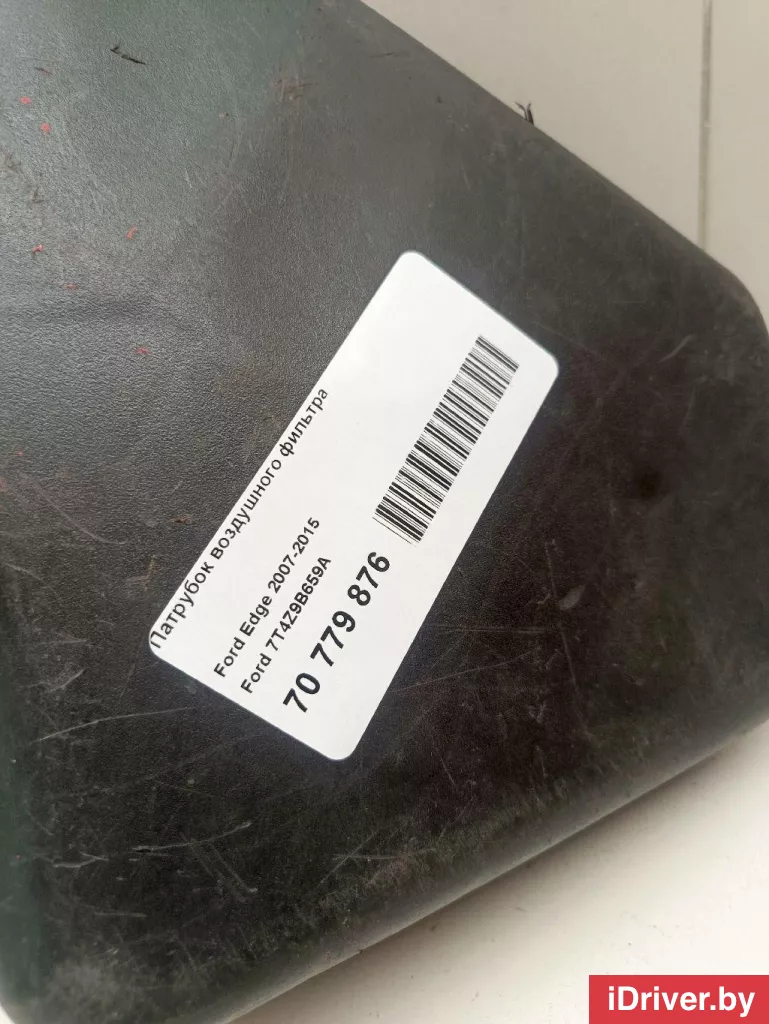 Патрубок воздушного фильтра
Ford Edge 2007-2015
Ford 7T4Z9B659A
70 779 876
iDriver.by